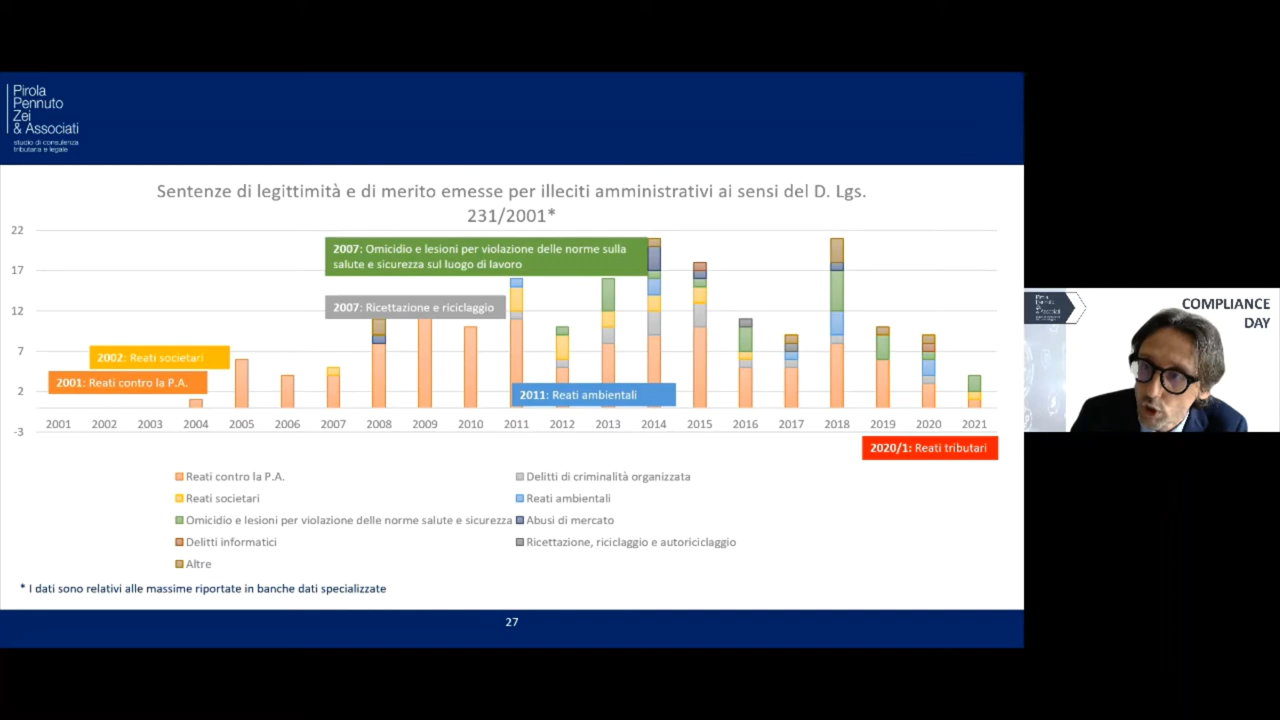 Pirola
Pennuto
Zei
& Associati
studio di consulenza
tributaria e legale
Sentenze di legittimità e di merito emesse per illeciti amministrativi ai sensi del D. Lgs.
231/2001*
22
17
12
7
2
-3
2007: Omicidio e lesioni per violazione delle norme sulla
salute e sicurezza sul luogo di lavoro
2007: Ricettazione e riciclaggio
2002: Reati societari
2001: Reati contro la P.A.
2011: Reati ambientali
2001 2002 2003 2004 2005 2006 2007 2008 2009 2010 2011 2012 2013 2014 2015 2016 2017 2018 2019 2020 2021
2020/1: Reati tributari
Reati contro la P.A.
Delitti di criminalità organizzata
Reati societari
Reati ambientali
Omicidio e lesioni per violazione delle norme salute e sicurezza
Abusi di mercato
Delitti informatici
Ricettazione, riciclaggio e autoriciclaggio
Altre
* I dati sono relativi alle massime riportate in banche dati specializzate
27
COMPLIANCE
DAY